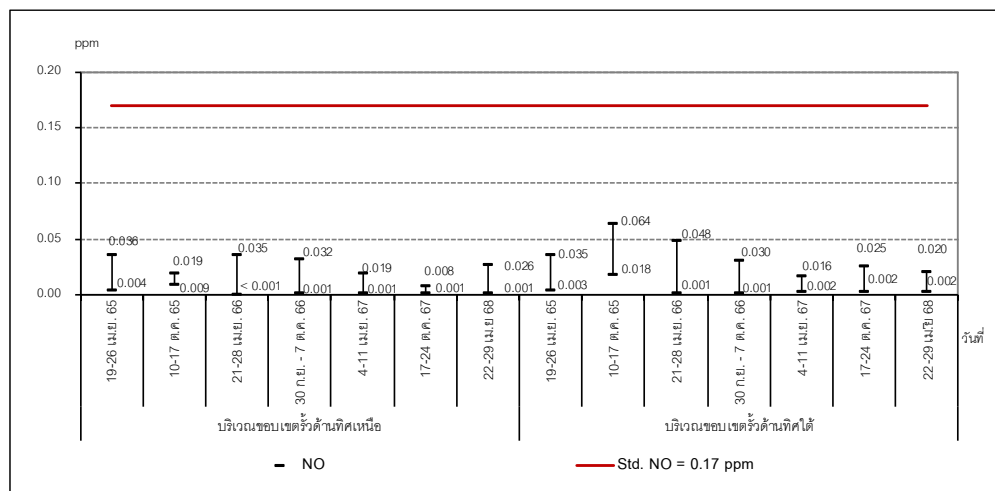 ppm
0.20
0.15
0.10
0.05
0.00
0.036
0.004
0.019
0.009
0.035
< 0.001
0.032
0.001
0.019
0.001
0.008
0.001
0.026
0.001
0.035
0.003
0.064
0.018
0.048
0.001
0.030
0.001
0.016
0.002
0.025
0.002
0.020
0.002
19-26 เม.ย. 65
10-17 ต.ค. 65
21-28 เม.ย. 66
30 ก.ย. - 7 ต.ค. 66
4-11 เม.ย. 67
17-24 ต.ค. 67
22-29 เม.ย 68
19-26 เม.ย. 65
10-17 ต.ค. 65
21-28 เม.ย. 66
30 ก.ย. - 7 ต.ค. 66
4-11 เม.ย. 67
17-24 ต.ค. 67
22-29 เม.ย 68
วันที่
บริเวณขอบเขตรั้วด้านทิศเหนือ
บริเวณขอบเขตรั้วด้านทิศใต้
NO
Std. NO = 0.17 ppm